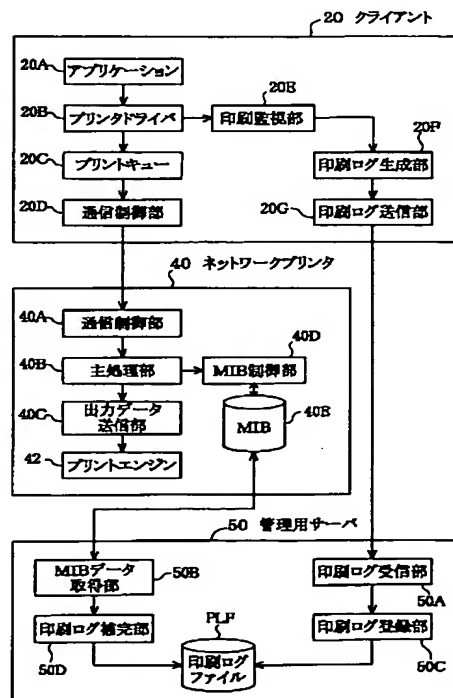 20 クライアント
20A
アプリケーション
20B
プリンタドライバ
20E
印刷監視部
20C
プリントキュー
20F
印刷ログ生成部
20D
通信制御部
20G
印刷ログ送信部
40 ネットワークプリンタ
40A
通信制御部
40B
主処理部
40D
MIB制御部
40C
出力データ
送信部
MIB
40E
42
プリントエンジン
50 管理用サーバ
MIBデータ
取得部
50B
印刷ログ受信部
50A
印刷ログ補完部
50D
PLF
印刷ログ
ファイル
印刷ログ登録部
50C